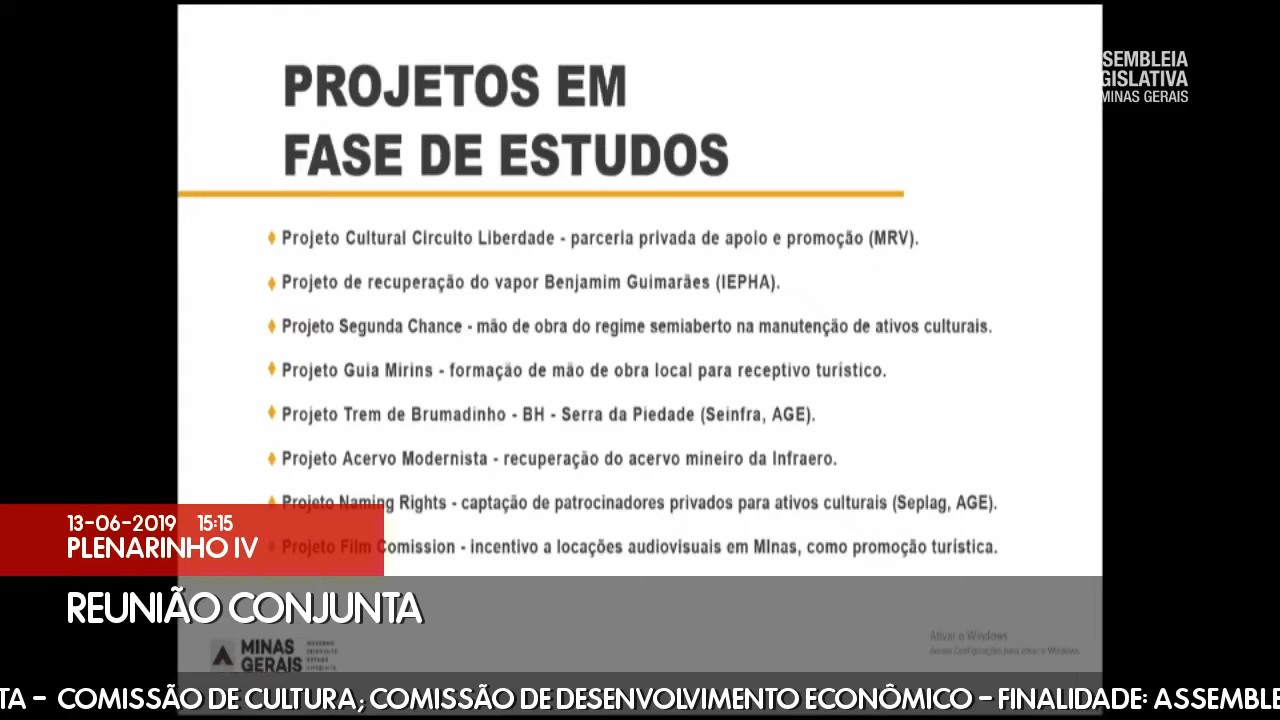 PROJETOS EM
FASE DE ESTUDOS
SEMBLEIA
GISLATIVA
MINAS GERAIS
Projeto Cultural Circuito Liberdade - parceria privada de apoio e promoção (MRV).
Projeto de recuperação do vapor Benjamim Guimarães (IEPHA).
Projeto Segunda Chance - mão de obra do regime semiaberto na manutenção de ativos culturais.
Projeto Guia Mirins - formação de mão de obra local para receptivo turístico.
Projeto Trem de Brumadinho - BH - Serra da Piedade (Seinfra, AGE).
Projeto Acervo Modernista - recuperação do acervo mineiro da Infraero.
Projeto Naming Rights - captação de patrocinadores privados para ativos culturais (Seplag, AGE).
Projeto Film Comission - incentivo a locações audiovisuais em MInas, como promoção turística.
13-06-2019 15:15
PLENARINHO IV
REUNIÃO CONJUNTA
MINAS
GERAIS
Ativar o Windows
Acesse Configurações para ativar o Windows.
TA - COMISSÃO DE CULTURA; COMISSÃO DE DESENVOLVIMENTO ECONÔMICO - FINALIDADE: ASSEMBLE